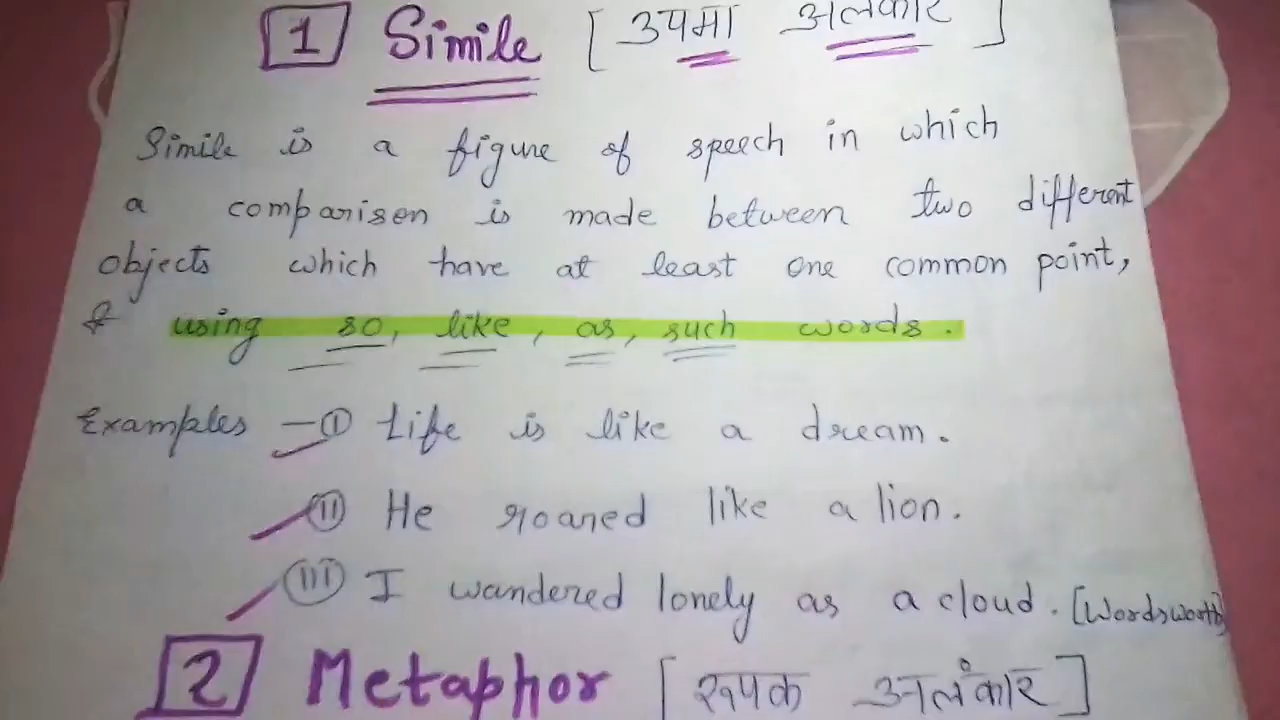 1 Simile [ उपमा अलंकार ]
Simile is a figure of speech in which
a comparisen is made between two different
objects which have at least one common point,
& using so, like, as, such words.
Examples - (I) Life is like a dream.
(II) He roared like a lion.
(III) I wandered lonely as a cloud. [Wordsworth]
2 Metaphor [ रूपक अलंकार ]